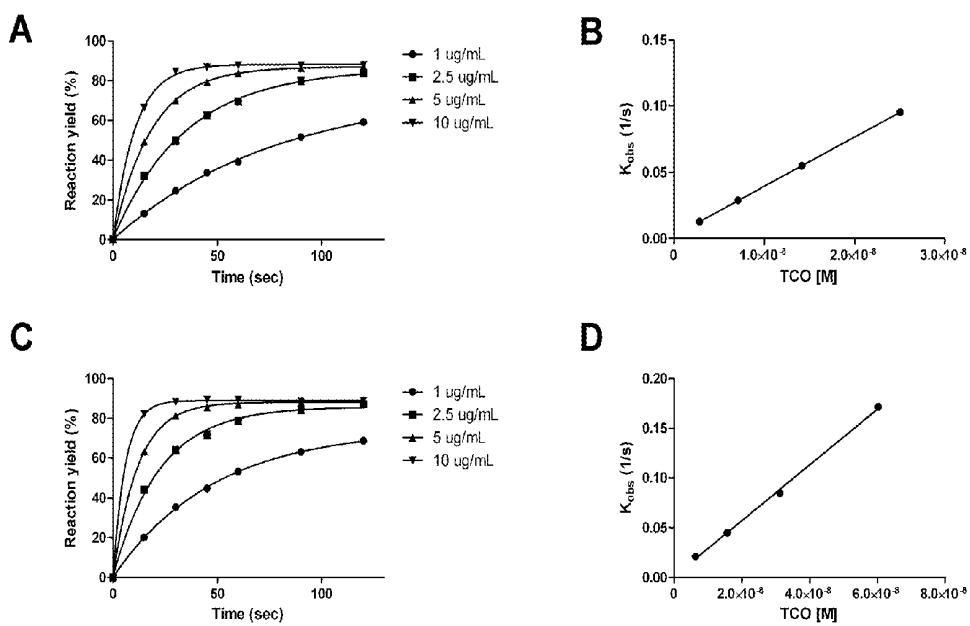 A
Reaction yield (%)
100
80
60
40
20
0
0
50
100
Time (sec)
1 ug/mL
2.5 ug/mL
5 ug/mL
10 ug/mL
B
Kobs (1/s)
0.15
0.10
0.05
0.00
0
1.0×10-8
2.0×10-8
3.0×10-8
TCO [M]
C
Reaction yield (%)
100
80
60
40
20
0
0
50
100
Time (sec)
1 ug/mL
2.5 ug/mL
5 ug/mL
10 ug/mL
D
Kobs (1/s)
0.20
0.15
0.10
0.05
0.00
0
2.0×10-8
4.0×10-8
6.0×10-8
8.0×10-8
TCO [M]